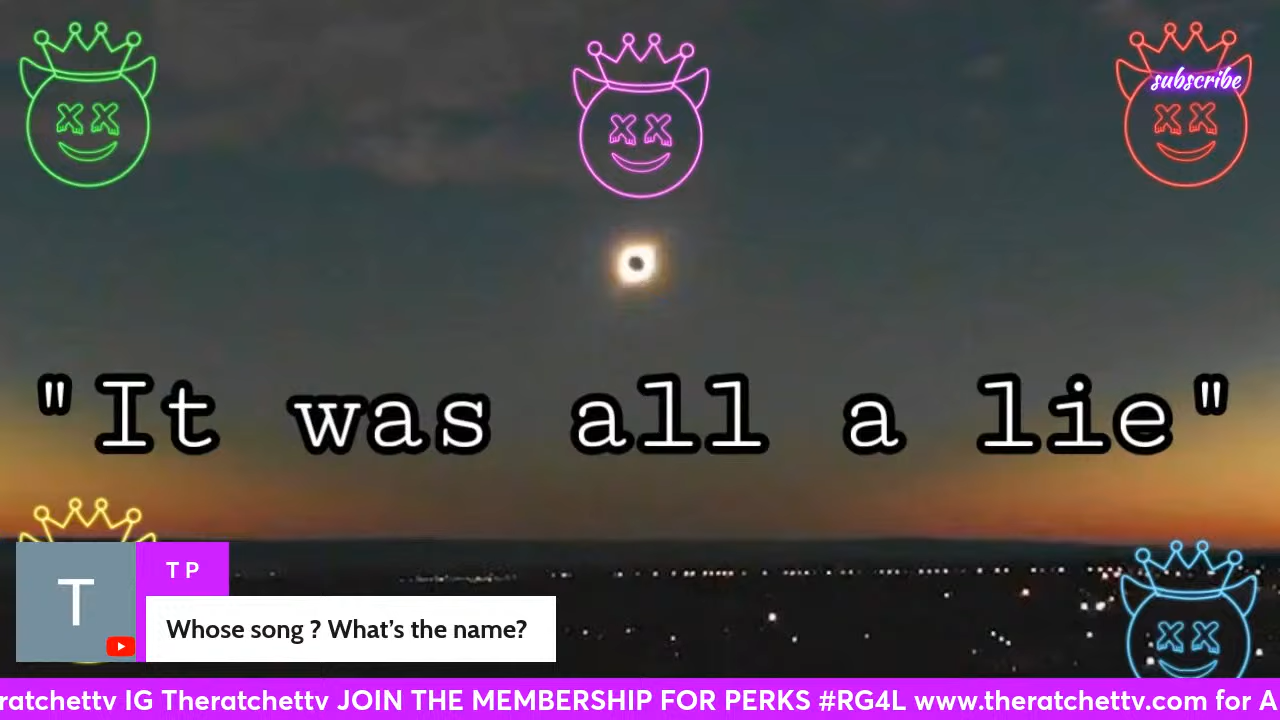 subscribe
"It was all a lie"
T
T P
Whose song ? What's the name?
ratchettv IG Theratchettv JOIN THE MEMBERSHIP FOR PERKS #RG4L www.theratchettv.com for A